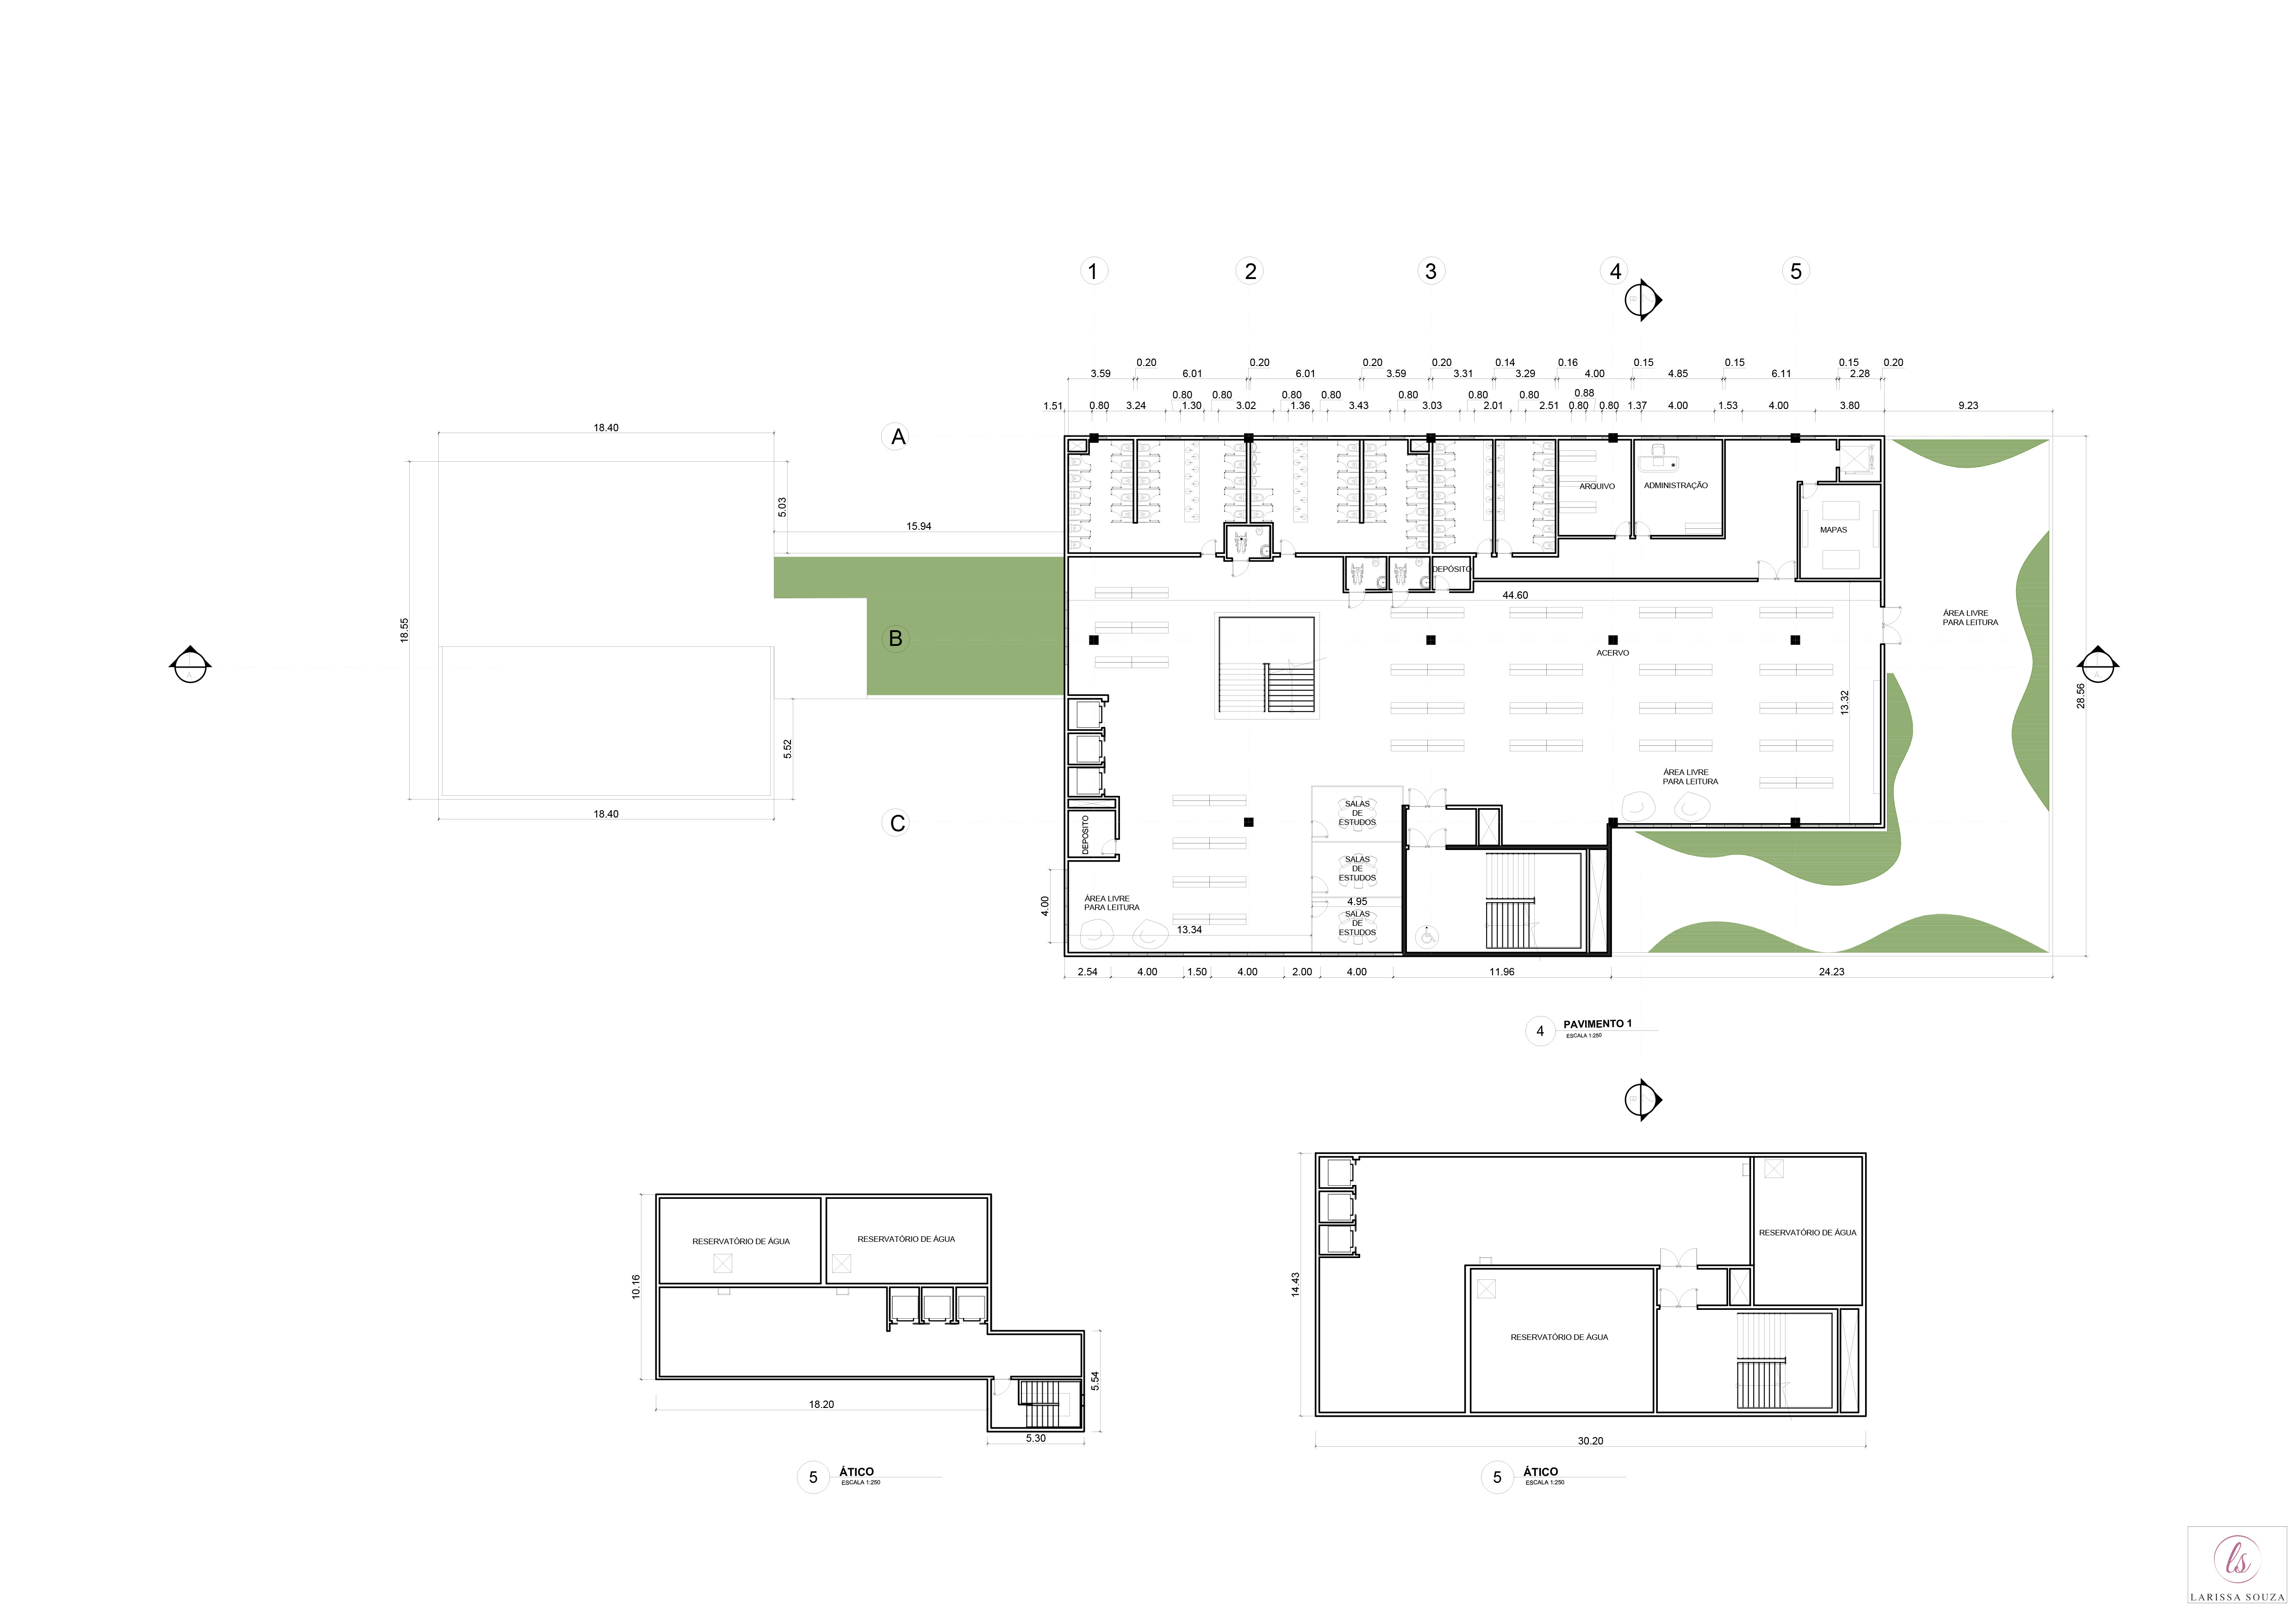 1 2 3 4 5
B
0.20 0.20 0.20 0.20 0.14 0.16 0.15 0.15 0.15 0.20
3.59 6.01 6.01 3.59 3.31 3.29 4.00 4.85 6.11 2.28
0.80 0.80 0.80 0.80 0.80 0.80 0.80 0.88
1.51 0.80 3.24 1.30 3.02 1.36 3.43 3.03 2.01 2.51 0.80 0.80 1.37 4.00 1.53 4.00 3.80 9.23
18.40
A
5.03
15.94
ARQUIVO
ADMINISTRAÇÃO
MAPAS
DEPÓSITO
44.60
ÁREA LIVRE
PARA LEITURA
18.55
B
ACERVO
A
28.56
13.32
5.52
ÁREA LIVRE
PARA LEITURA
18.40
C
DEPOSITO
SALAS
DE
ESTUDOS
SALAS
DE
ESTUDOS
4.00
ÁREA LIVRE
PARA LEITURA
4.95
SALAS
DE
ESTUDOS
13.34
2.54 4.00 1.50 4.00 2.00 4.00 11.96 24.23
4
PAVIMENTO 1
ESCALA 1:250
B
RESERVATÓRIO DE ÁGUA
RESERVATÓRIO DE ÁGUA
10.16
18.20
5.54
5.30
5
ÁTICO
ESCALA 1:250
RESERVATÓRIO DE ÁGUA
14.43
RESERVATÓRIO DE ÁGUA
30.20
5
ÁTICO
ESCALA 1:250
ls
LARISSA SOUZA